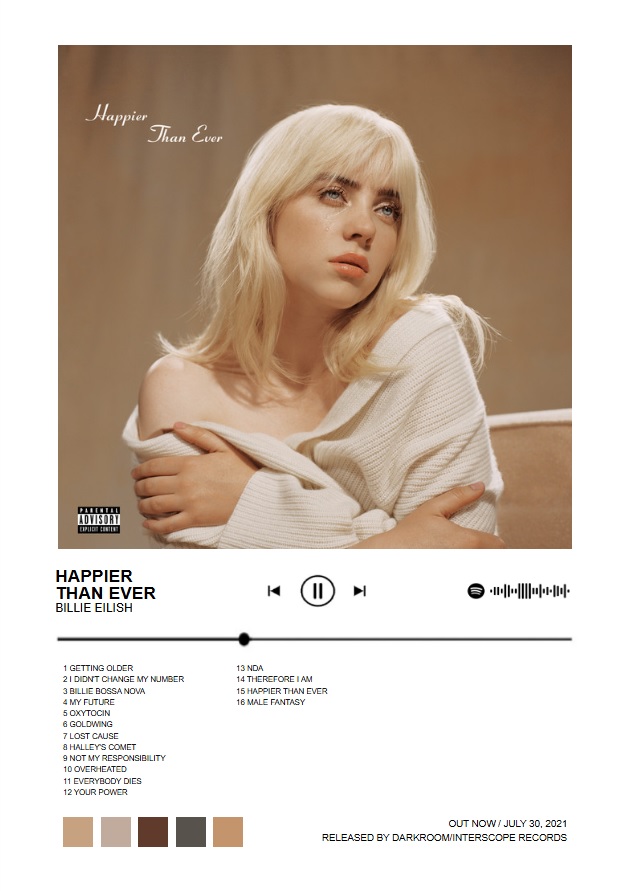 Happier
Than Ever
PARENTAL
ADVISORY
EXPLICIT CONTENT
HAPPIER
THAN EVER
BILLIE EILISH
1 GETTING OLDER
2 I DIDN'T CHANGE MY NUMBER
3 BILLIE BOSSA NOVA
4 MY FUTURE
5 OXYTOCIN
6 GOLDWING
7 LOST CAUSE
8 HALLEY'S COMET
9 NOT MY RESPONSIBILITY
10 OVERHEATED
11 EVERYBODY DIES
12 YOUR POWER
13 NDA
14 THEREFORE I AM
15 HAPPIER THAN EVER
16 MALE FANTASY
OUT NOW / JULY 30, 2021
RELEASED BY DARKROOM/INTERSCOPE RECORDS